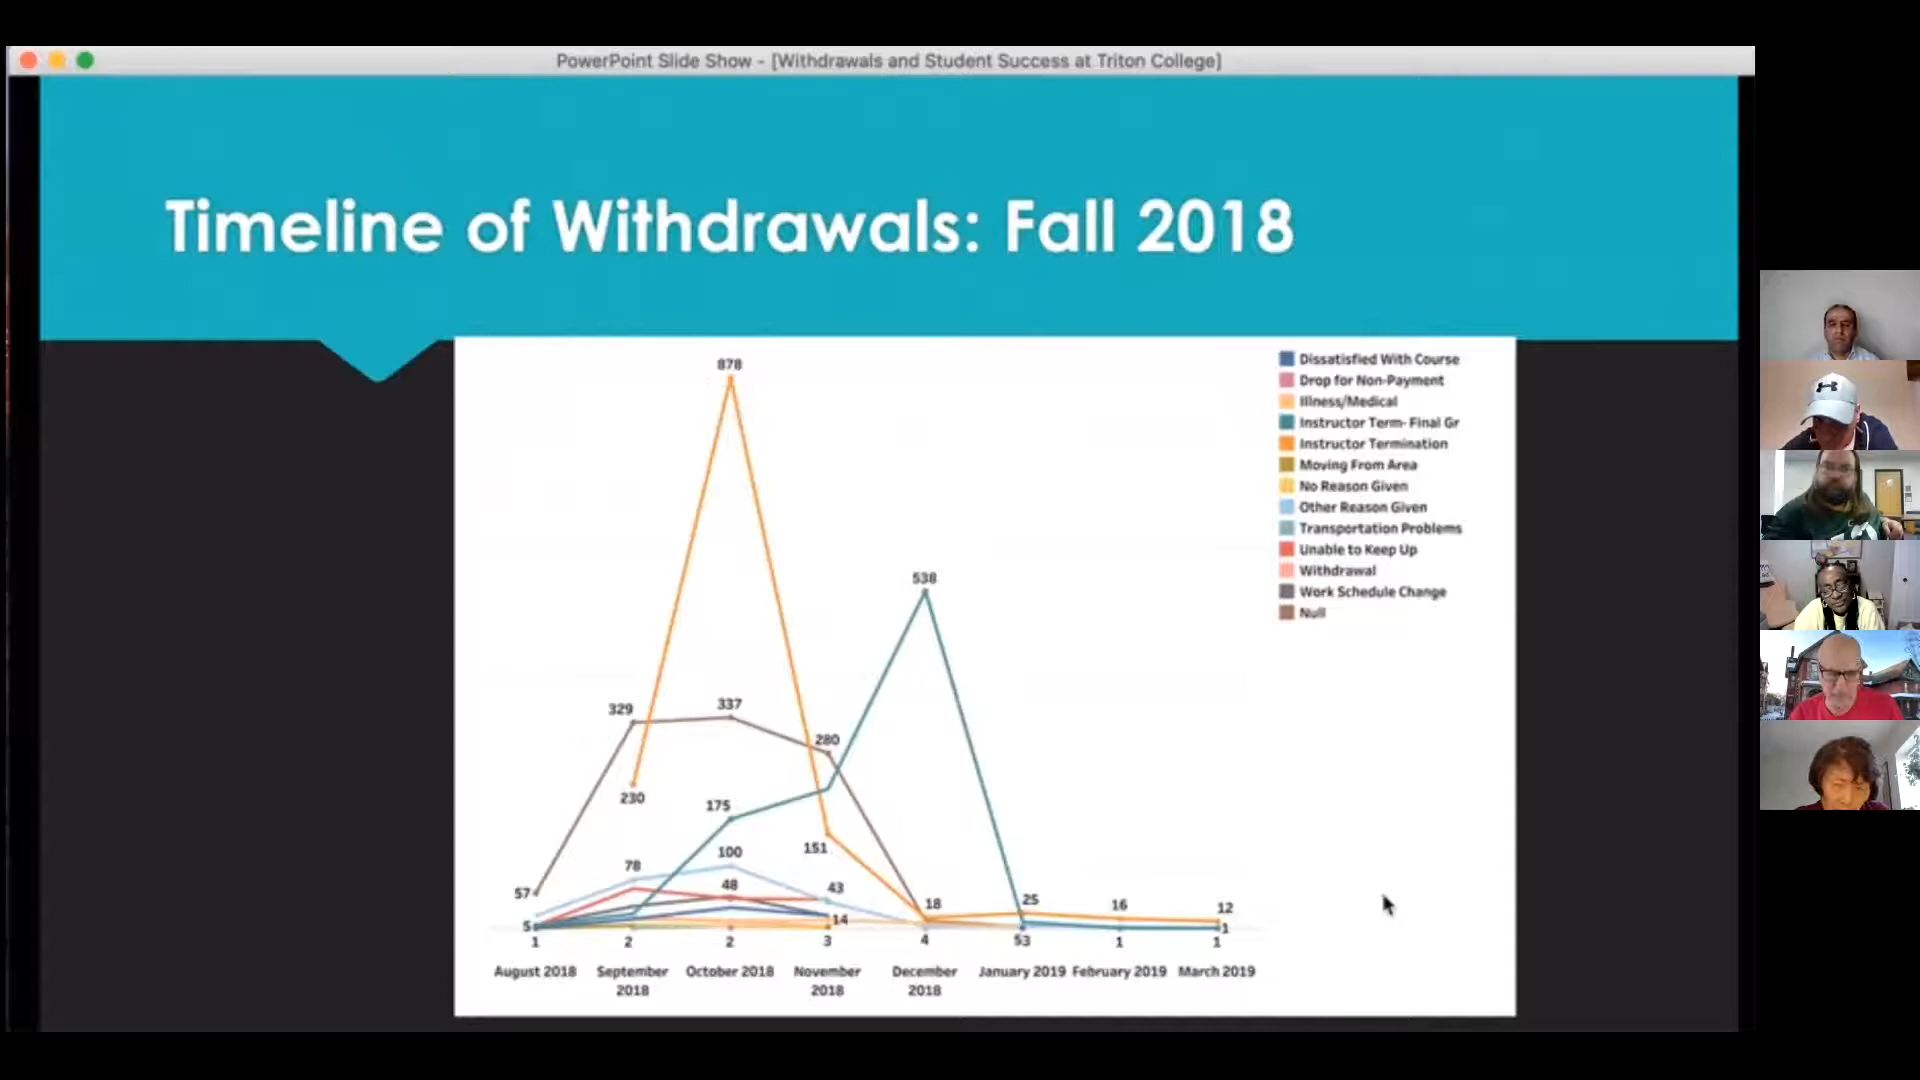 PowerPoint Slide Show - [Withdrawals and Student Success at Triton College]
Timeline of Withdrawals: Fall 2018
878
538
329
337
280
230
175
151
78
100
57
48
43
14
18
25
16
12
5
1
1
2
2
3
4
53
1
1
August 2018
September
2018
October 2018
November
2018
December
2018
January 2019
February 2019
March 2019
Dissatisfied With Course
Drop for Non-Payment
Illness/Medical
Instructor Term- Final Gr
Instructor Termination
Moving From Area
No Reason Given
Other Reason Given
Transportation Problems
Unable to Keep Up
Withdrawal
Work Schedule Change
Null